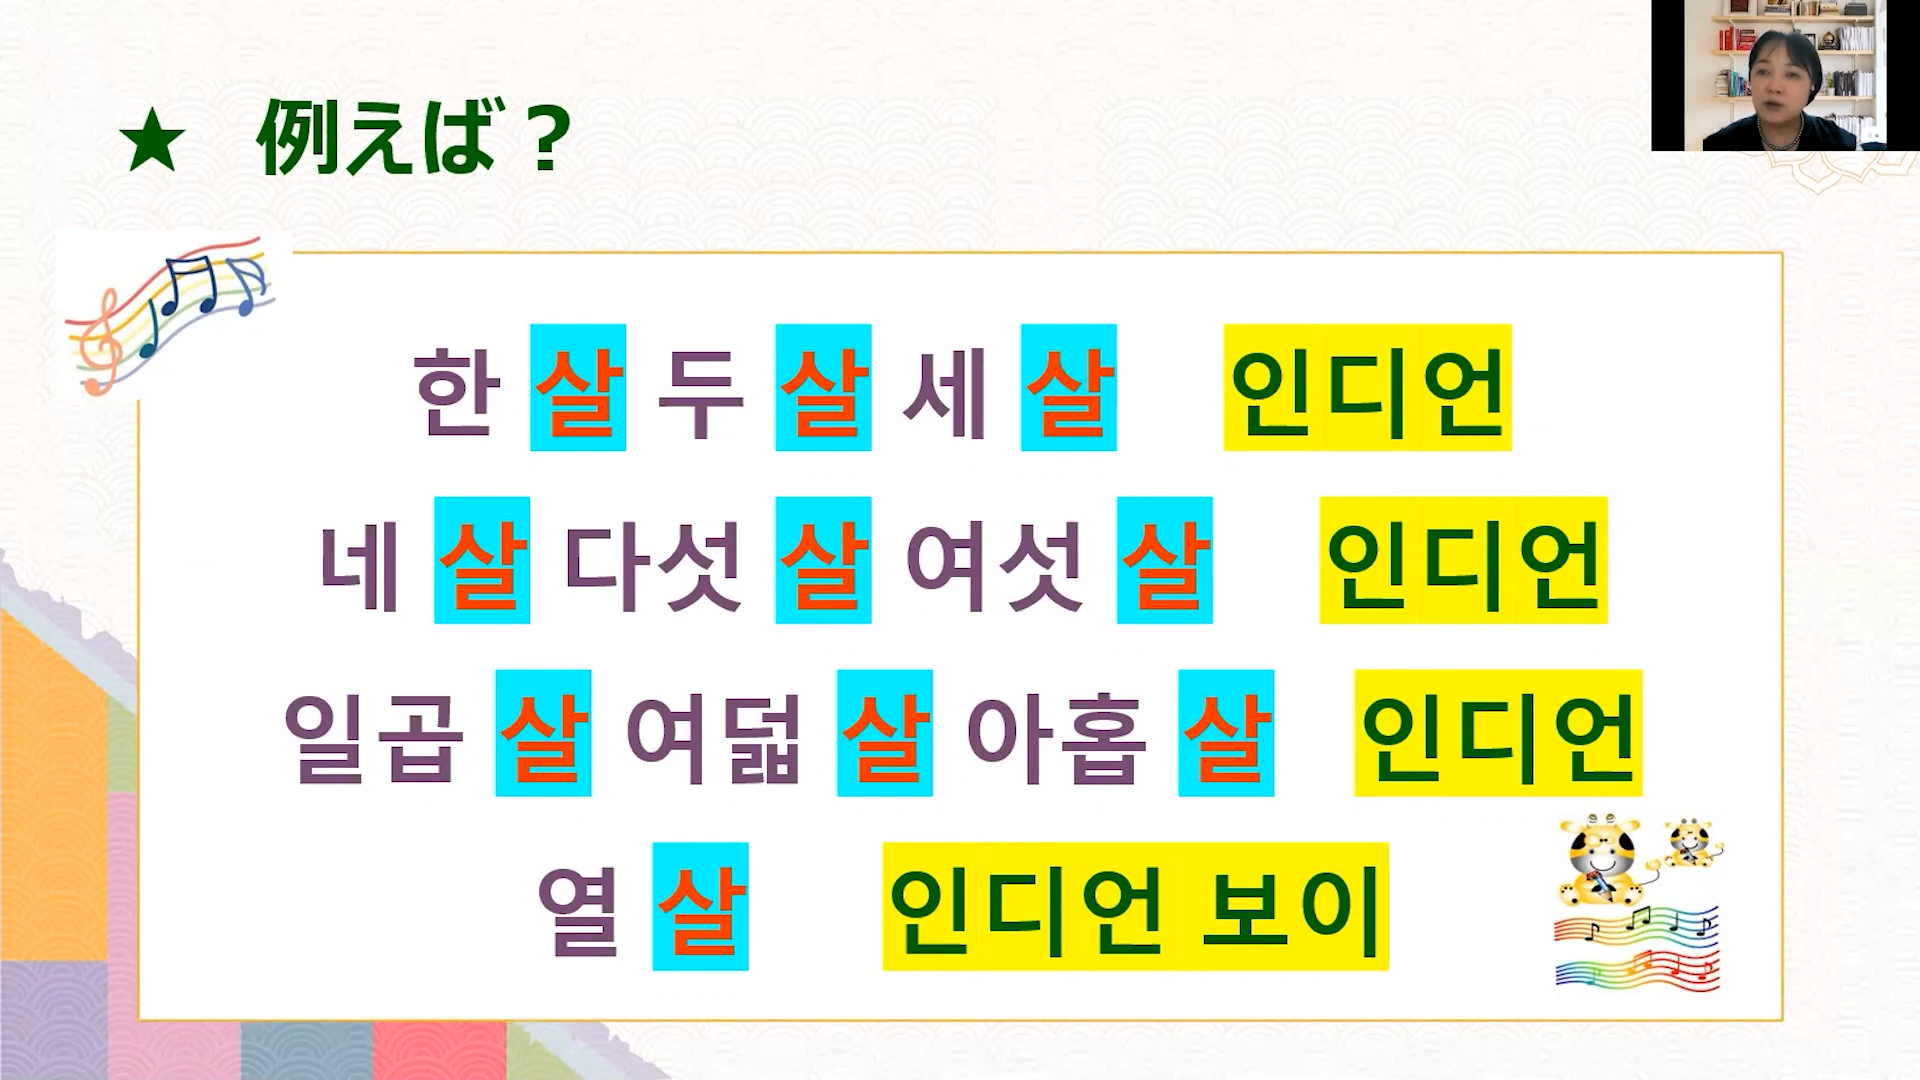 ★ 例えば？
한 살 두 살 세 살 인디언
네 살 다섯 살 여섯 살 인디언
일곱 살 여덟 살 아홉 살 인디언
열 살 인디언 보이